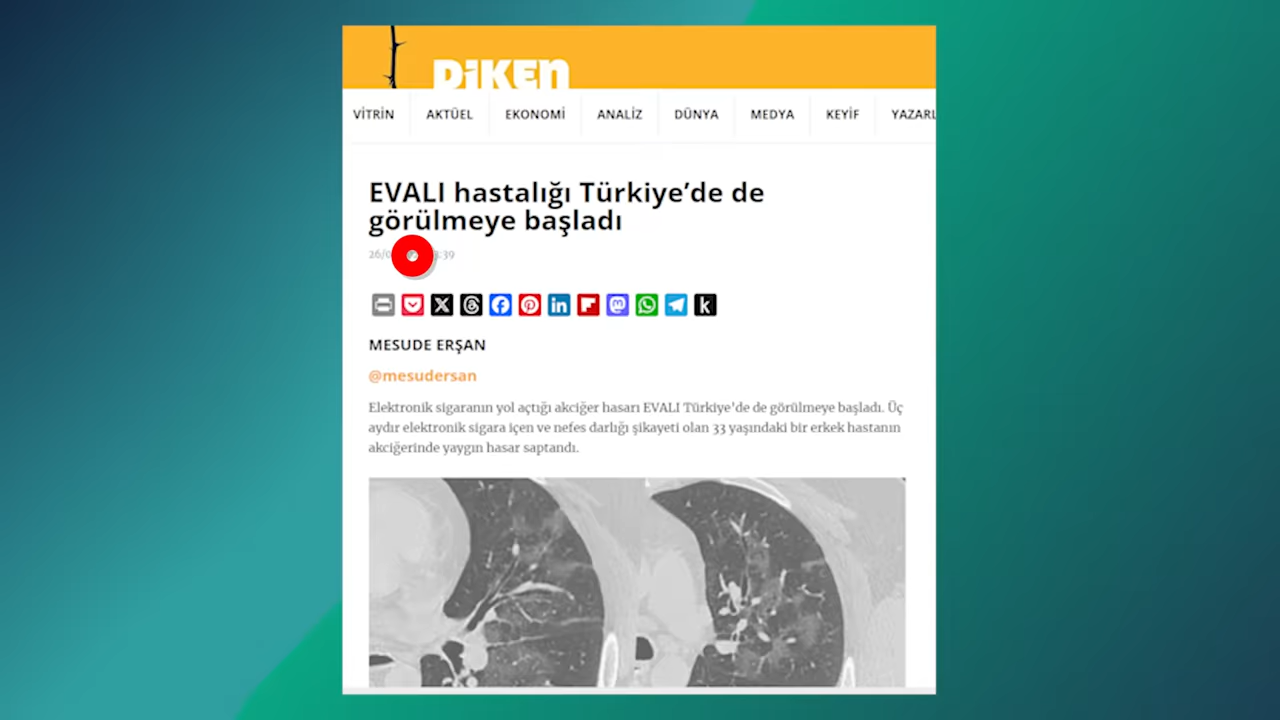 DiKEN
VİTRİN AKTÜEL EKONOMİ ANALİZ DÜNYA MEDYA KEYİF
EVALI hastalığı Türkiye’de de
görülmeye başladı
MESUDE ERŞAN
@mesudersan
Elektronik sigaranın yol açtığı akciğer hasarı EVALI Türkiye’de de görülmeye başladı. Üç
aydır elektronik sigara içen ve nefes darlığı şikayeti olan 33 yaşındaki bir erkek hastanın
akciğerinde yaygın hasar saptandı.